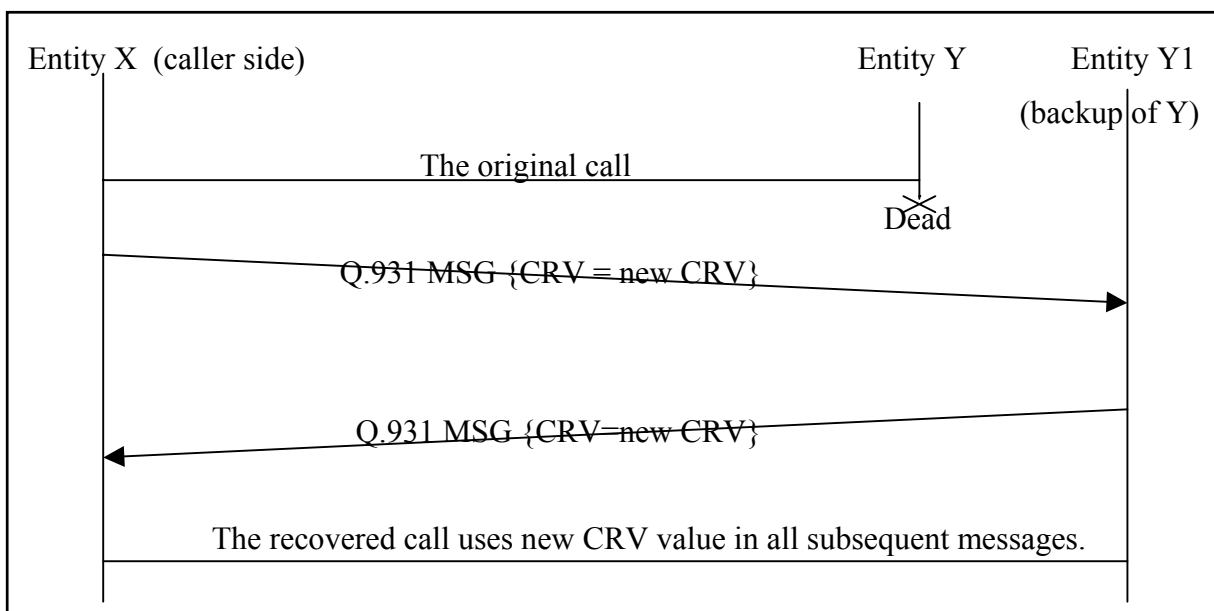 Entity X (caller side) Entity Y Entity Y1
(backup of Y)
The original call
Dead
Q.931 MSG {CRV = new CRV}
Q.931 MSG {CRV=new CRV}
The recovered call uses new CRV value in all subsequent messages.